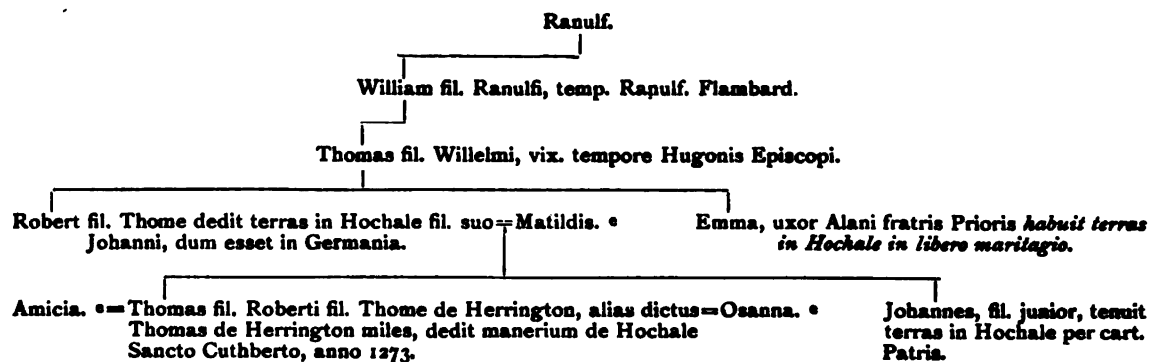 Ranulf.
William fil. Ranulfi, temp. Ranulf. Flambard.
Thomas fil. Willelmi, vix. tempore Hugonis Episcopi.
Robert fil. Thome dedit terras in Hochale fil. suo=Matildis. e
Johanni, dum esset in Germania.
Emma, uxor Alani fratris Prioris habuit terras
in Hochale in libero maritagio.
Amicia. e=Thomas fil. Roberti fil. Thome de Herrington, alias dictus=Osanna. e
Thomas de Herrington miles, dedit manerium de Hochale
Sancto Cuthberto, anno 1273.
Johannes, fil. junior, tenuit
terras in Hochale per cart.
Patris.